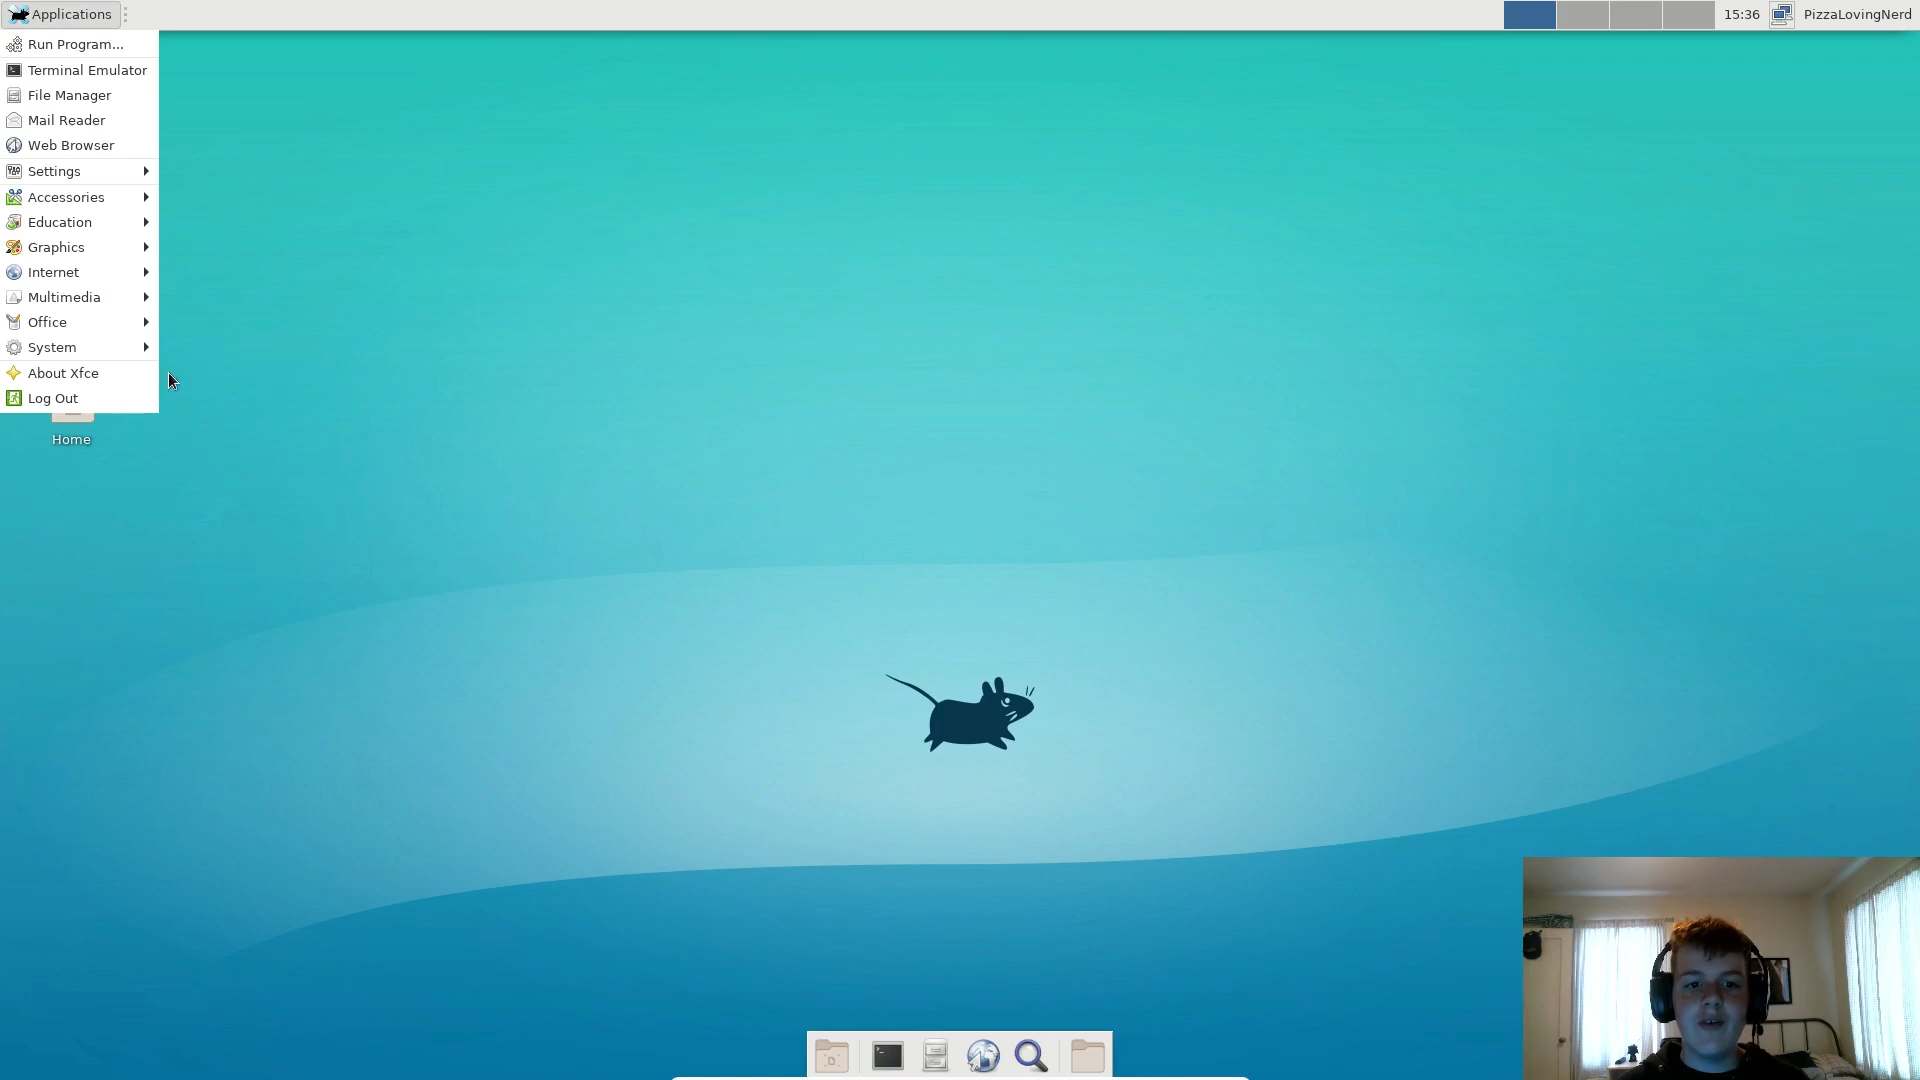 Applications
15:36
PizzaLovingNerd
Run Program...
Terminal Emulator
File Manager
Mail Reader
Web Browser
Settings
Accessories
Education
Graphics
Internet
Multimedia
Office
System
About Xfce
Log Out
Home